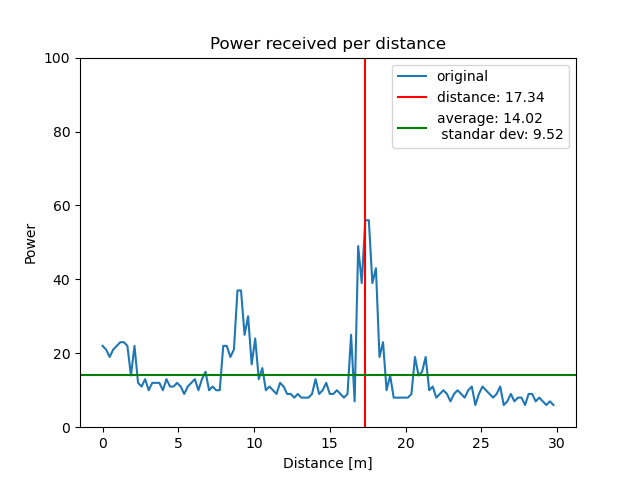 Power received per distance
original
distance: 17.34
average: 14.02
standar dev: 9.52
Power
100
80
60
40
20
0
0 5 10 15 20 25 30
Distance [m]